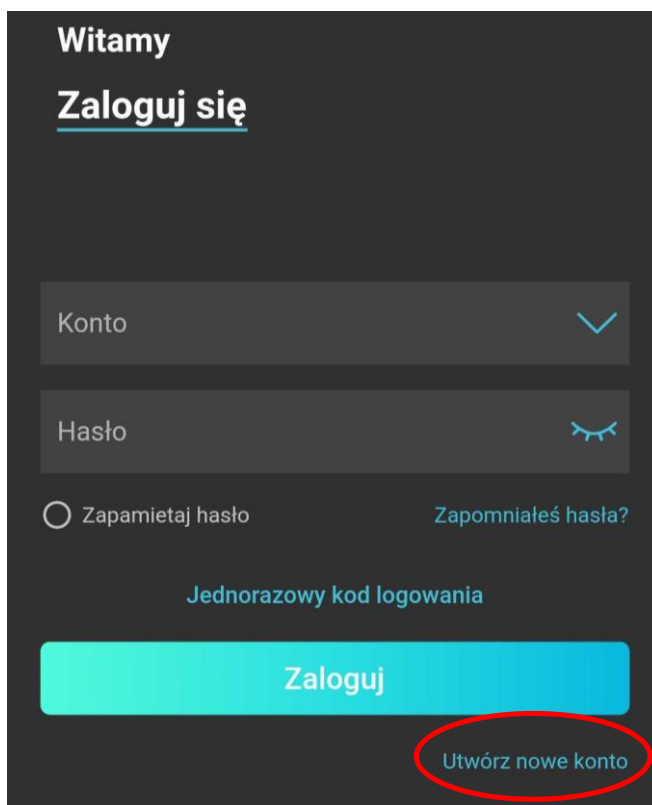 Witamy
Zaloguj się
Konto
Hasło
Zapamietaj hasło Zapomniałeś hasła?
Jednorazowy kod logowania
Zaloguj
Utwórz nowe konto